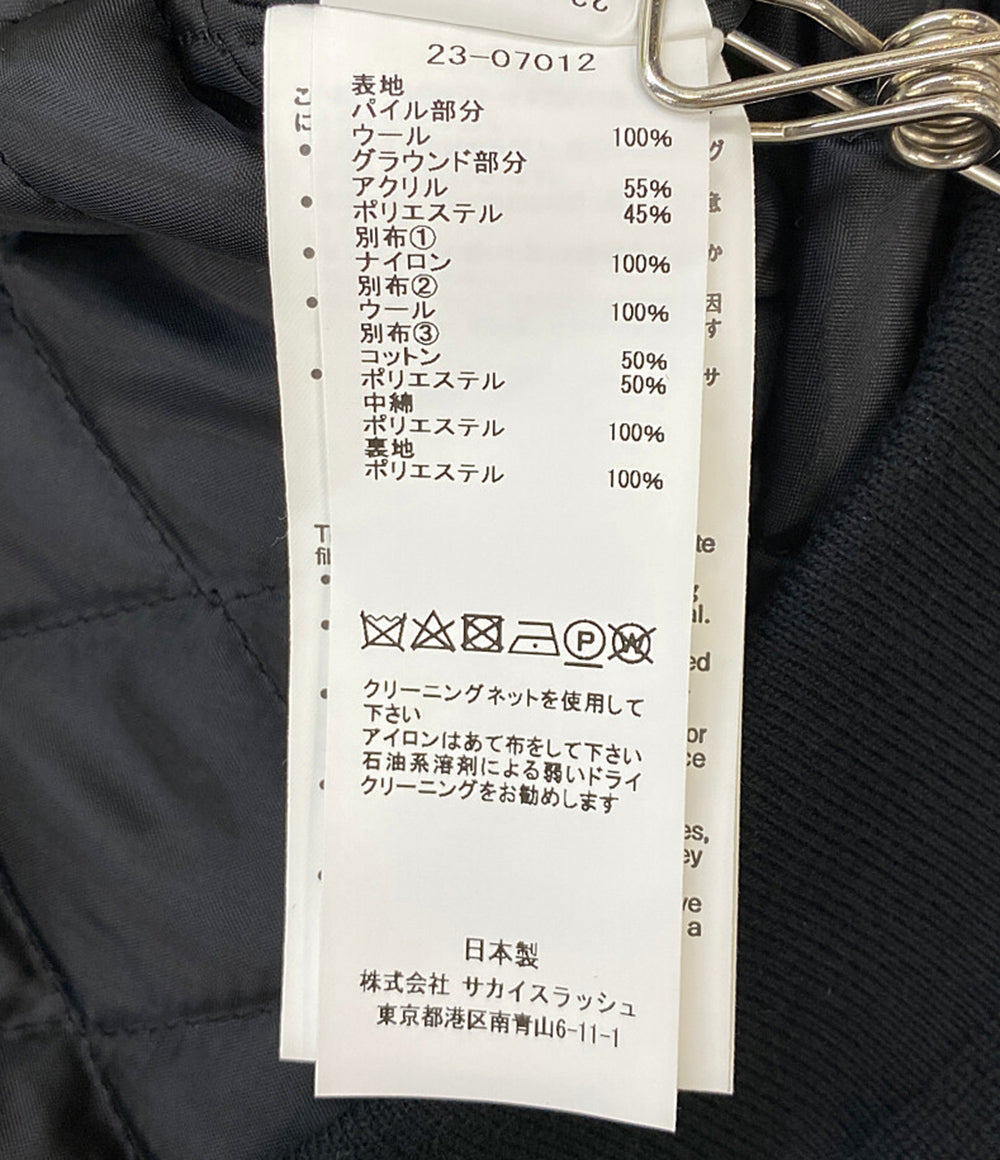 23-07012
表地
パイル部分
ウール 100%
グラウンド部分
アクリル 55%
ポリエステル 45%
別布①
ナイロン 100%
別布②
ウール 100%
別布③
コットン 50%
ポリエステル 50%
中綿
ポリエステル 100%
裏地
ポリエステル 100%
P W
クリーニングネットを使用して
下さい
アイロンはあて布をして下さい
石油系溶剤による弱いドライ
クリーニングをお勧めします
日本製
株式会社 サカイスラッシュ
東京都港区南青山6-11-1